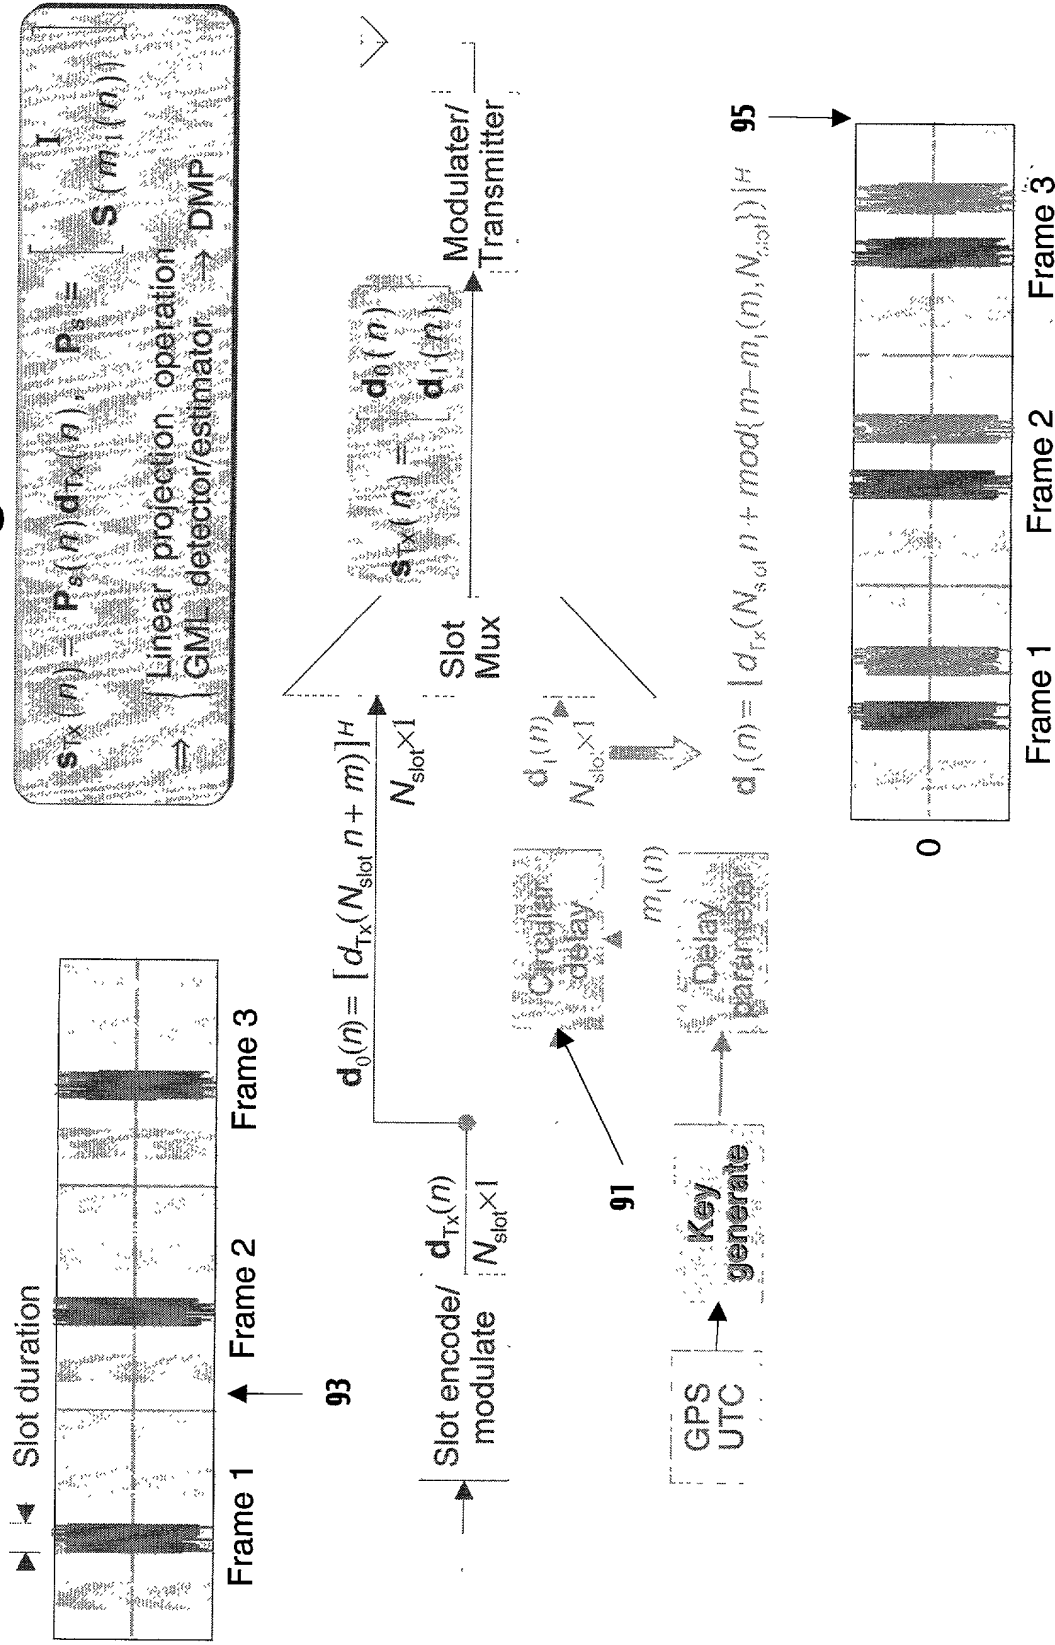 s_Tx(n) = P_s(n)d_Tx(n), P_s = [ I
S(m_1(n)) ]
⇒ { Linear projection operation
GML detector/estimator → DMP
Slot duration
Frame 1
Frame 2
Frame 3
93
d_0(n) = [d_Tx(N_slot n + m)]^H
N_slot×1
Slot encode/
modulate
d_Tx(n)
N_slot×1
Slot
Mux
s_Tx(n) = [ d_0(n)
d_1(n) ]
Modulater/
Transmitter
91
Circular
delay
d_1(n)
N_slot×1
m_1(n)
GPS
UTC
Key
generate
Delay
parameter
d_1(n) = [d_Tx(N_slot n + mod{m−m_1(n),N_slot})]^H
95
0
Frame 1
Frame 2
Frame 3